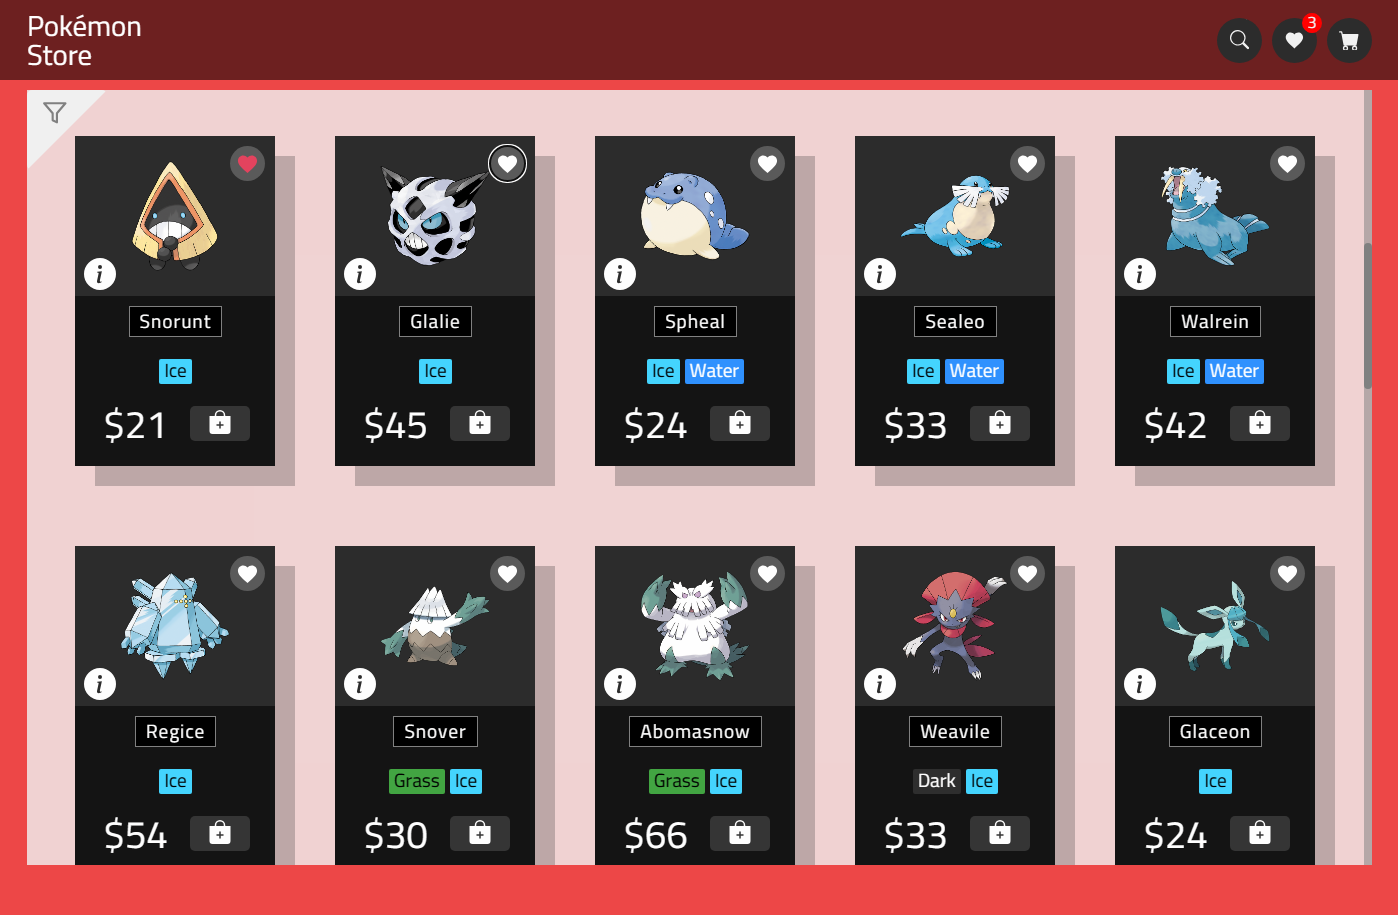 Pokémon
Store
3
i
i
i
i
i
Snorunt
Glalie
Spheal
Sealeo
Walrein
Ice
Ice
Ice Water
Ice Water
Ice Water
$21
$45
$24
$33
$42
i
i
i
i
i
Regice
Snover
Abomasnow
Weavile
Glaceon
Ice
Grass Ice
Grass Ice
Dark Ice
Ice
$54
$30
$66
$33
$24